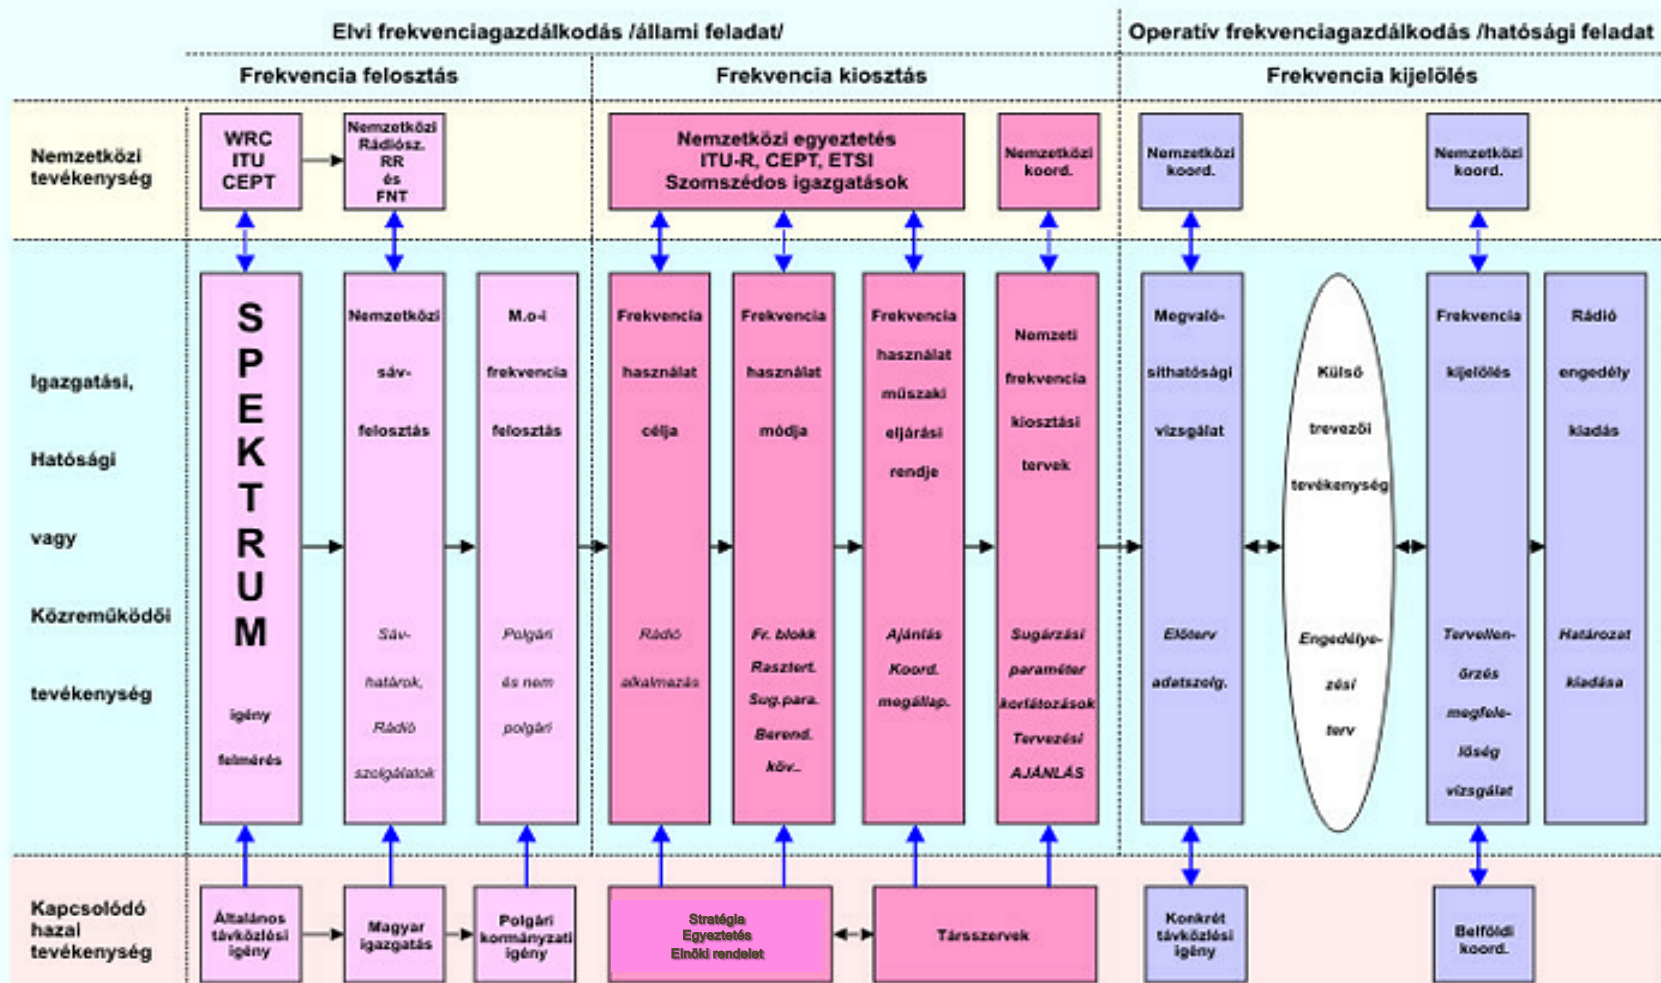 Elvi frekvenciagazdálkodás /állami feladat/
Operatív frekvenciagazdálkodás /hatósági feladat
Frekvencia felosztás
Frekvencia kiosztás
Frekvencia kijelölés
Nemzetközi
tevékenység
WRC
ITU
CEPT
Nemzetközi
Rádiósz.
RR
és
FNT
Nemzetközi egyeztetés
ITU-R, CEPT, ETSI
Szomszédos igazgatások
Nemzetközi
koord.
Nemzetközi
koord.
Nemzetközi
koord.
Igazgatási,
Hatósági
vagy
Közreműködői
tevékenység
S
P
E
K
T
R
U
M
igény
felmérés
Nemzetközi
sáv-
felosztás
Sáv-
határok,
Rádió
szolgálatok
M.o-i
frekvencia
felosztás
Polgári
és nem
polgári
Frekvencia
használat
célja
Rádió
alkalmazás
Frekvencia
használat
módja
Fr. blokk
Rasztert.
Sug.para.
Berend.
köv..
Frekvencia
használat
műszaki
eljárási
rendje
Ajánlás
Koord.
megállap.
Nemzeti
frekvencia
kiosztási
tervek
Sugárzási
paraméter
korlátozások
Tervezési
AJÁNLÁS
Megvaló-
síthatósági
vizsgálat
Előterv
adatszolg.
Külső
trevezői
tevékenység
Engedélye-
zési
terv
Frekvencia
kijelölés
Tervellen-
őrzés
megfele-
lőség
vizsgálat
Rádió
engedély
kiadás
Határozat
kiadása
Kapcsolódó
hazai
tevékenység
Általános
távközlési
igény
Magyar
igazgatás
Polgári
kormányzati
igény
Stratégia
Egyeztetés
Elnöki rendelet
Társszervek
Konkrét
távközlési
igény
Belföldi
koord.